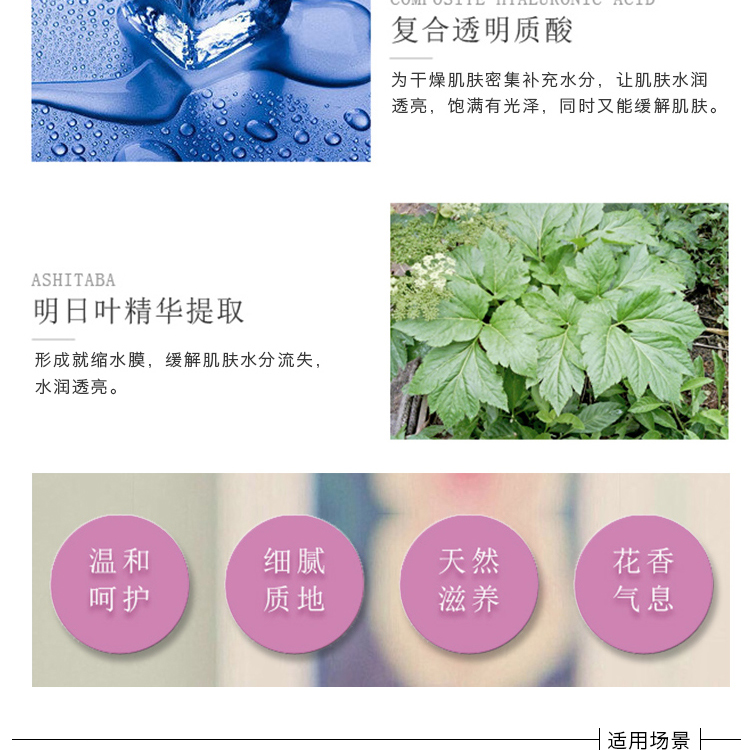 COMPOSITE HYALURONIC ACID
复合透明质酸
为干燥肌肤密集补充水分，让肌肤水润
透亮，饱满有光泽，同时又能缓解肌肤。
ASHITABA
明日叶精华提取
形成就缩水膜，缓解肌肤水分流失，
水润透亮。
温和
呵护
细腻
质地
天然
滋养
花香
气息
适用场景